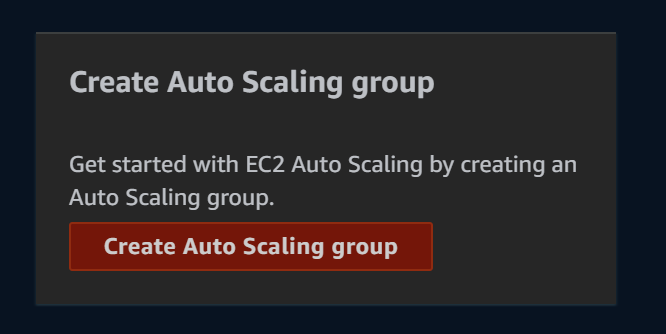 Create Auto Scaling group
Get started with EC2 Auto Scaling by creating an
Auto Scaling group.
Create Auto Scaling group